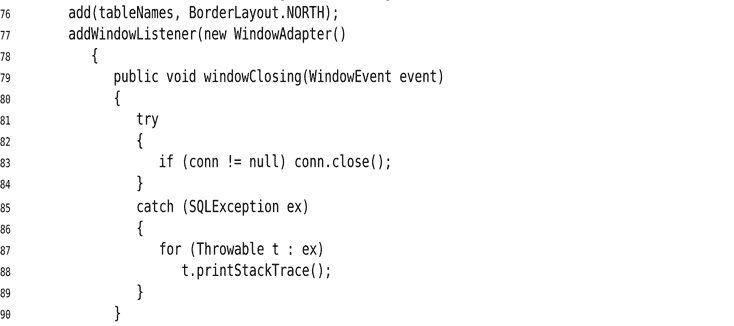 76 add(tableNames, BorderLayout.NORTH);
77 addWindowListener(new WindowAdapter()
78 {
79 public void windowClosing(WindowEvent event)
80 {
81 try
82 {
83 if (conn != null) conn.close();
84 }
85 catch (SQLException ex)
86 {
87 for (Throwable t : ex)
88 t.printStackTrace();
89 }
90 }